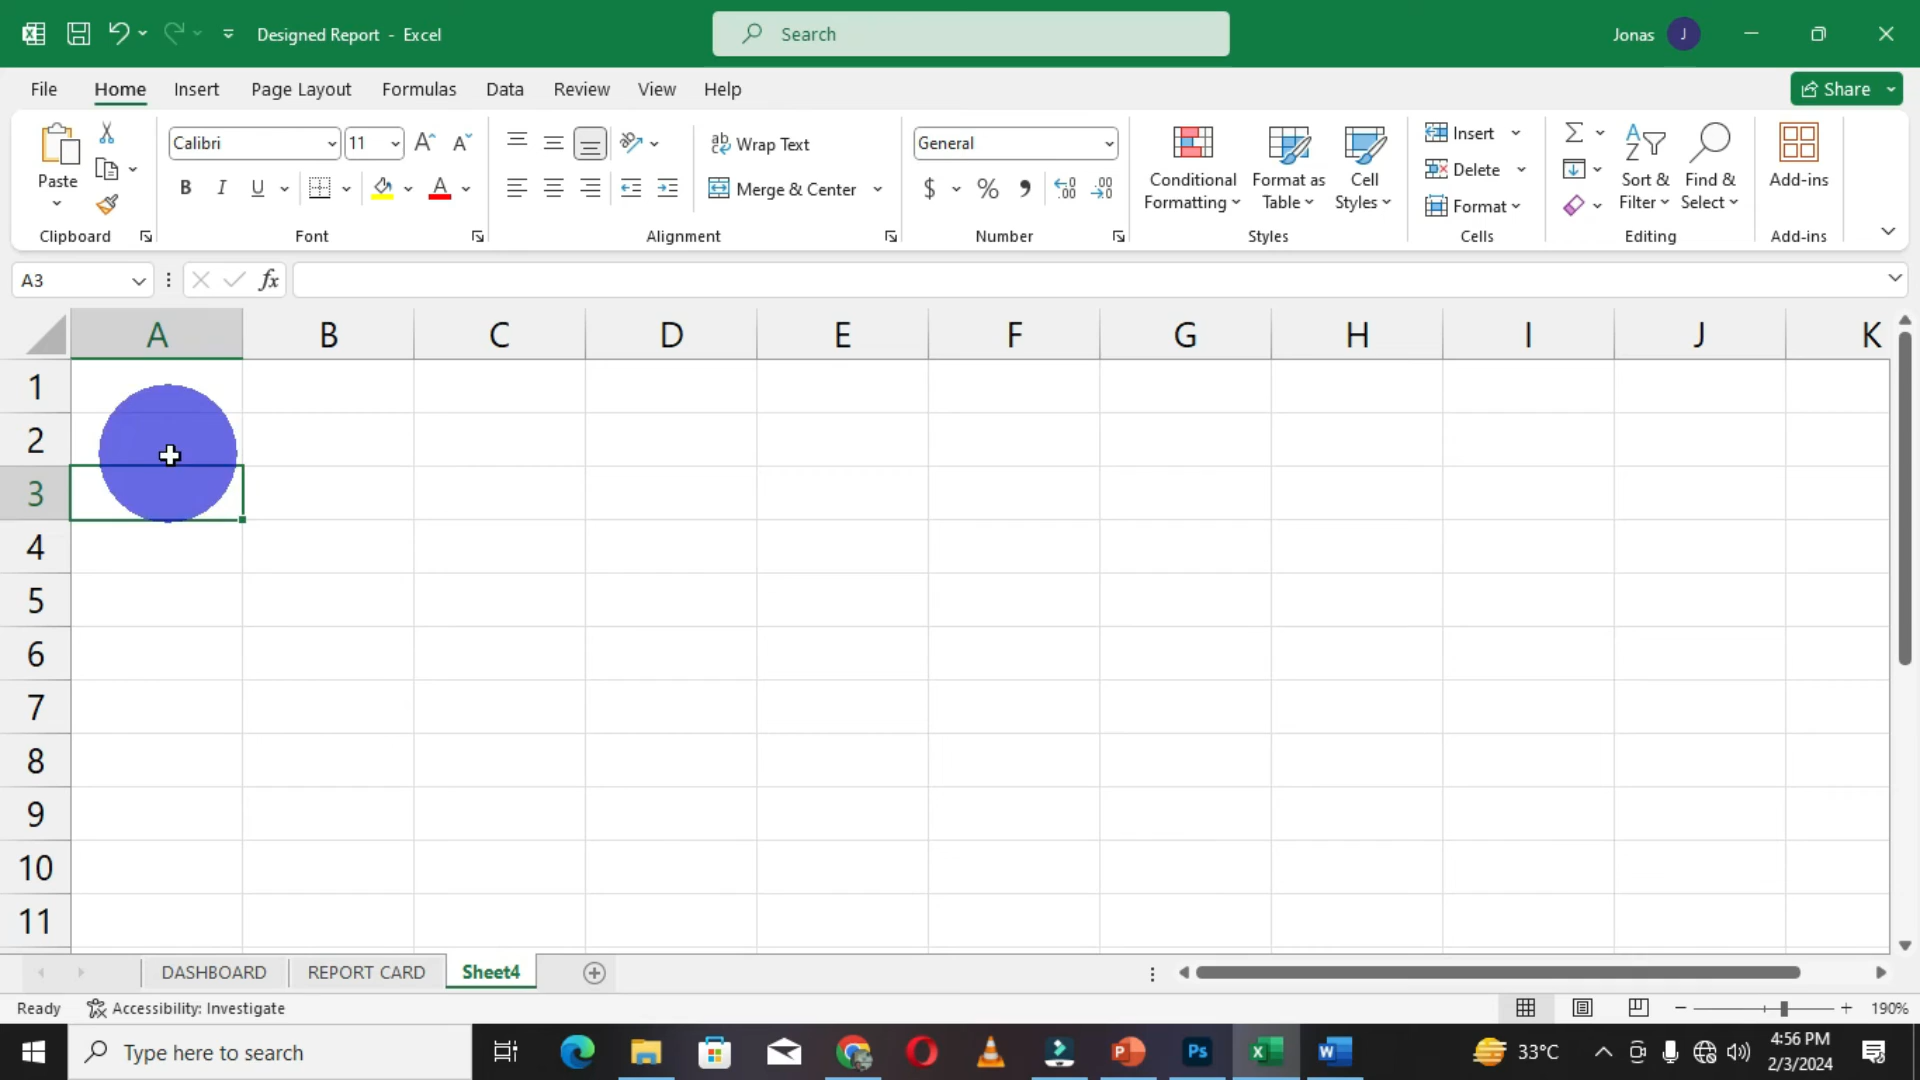 Designed Report - Excel
Search
Jonas J
File Home Insert Page Layout Formulas Data Review View Help
Share
Paste
Calibri 11
B I U A
ab Wrap Text
Merge & Center
General
$ %
Conditional Formatting
Format as Table
Cell Styles
Insert
Delete
Format
Sort & Filter
Find & Select
Add-ins
Clipboard Font Alignment Number Styles Cells Editing Add-ins
A3 fx
A B C D E F G H I J K
1
2
3
4
5
6
7
8
9
10
11
DASHBOARD REPORT CARD Sheet4
Ready Accessibility: Investigate 190%
Type here to search
P Ps X W
33°C
4:56 PM
2/3/2024